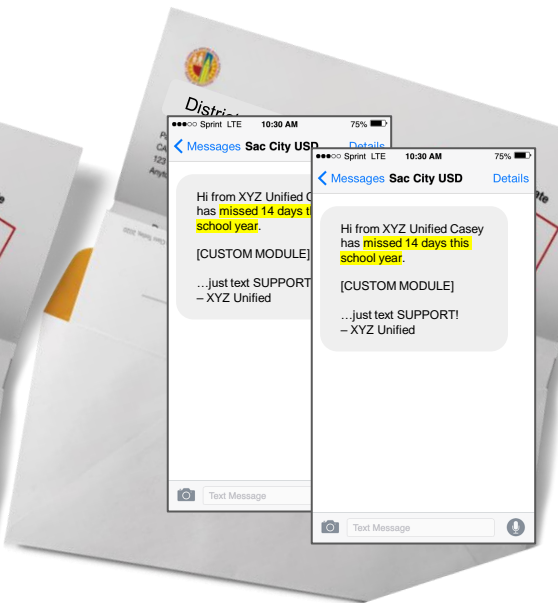 Distri
Sprint LTE 10:30 AM 75%
Messages Sac City USD Details
Hi from XYZ Unified C
has missed 14 days th
school year.
[CUSTOM MODULE]
…just text SUPPORT
– XYZ Unified
Text Message
Sprint LTE 10:30 AM 75%
Messages Sac City USD Details
Hi from XYZ Unified Casey
has missed 14 days this
school year.
[CUSTOM MODULE]
…just text SUPPORT!
– XYZ Unified
Text Message